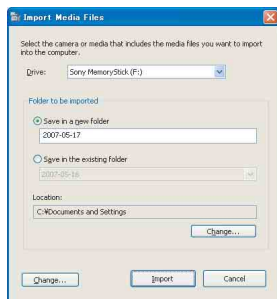 Import Media Files
Select the camera or media that includes the media files you want to import
into the computer.
Drive:
Sony MemoryStick (F:)
Folder to be imported
Save in a new folder
2007-05-17
Save in the existing folder
2007-05-16
Location:
C:¥Documents and Settings
Change...
Change...
Import
Cancel